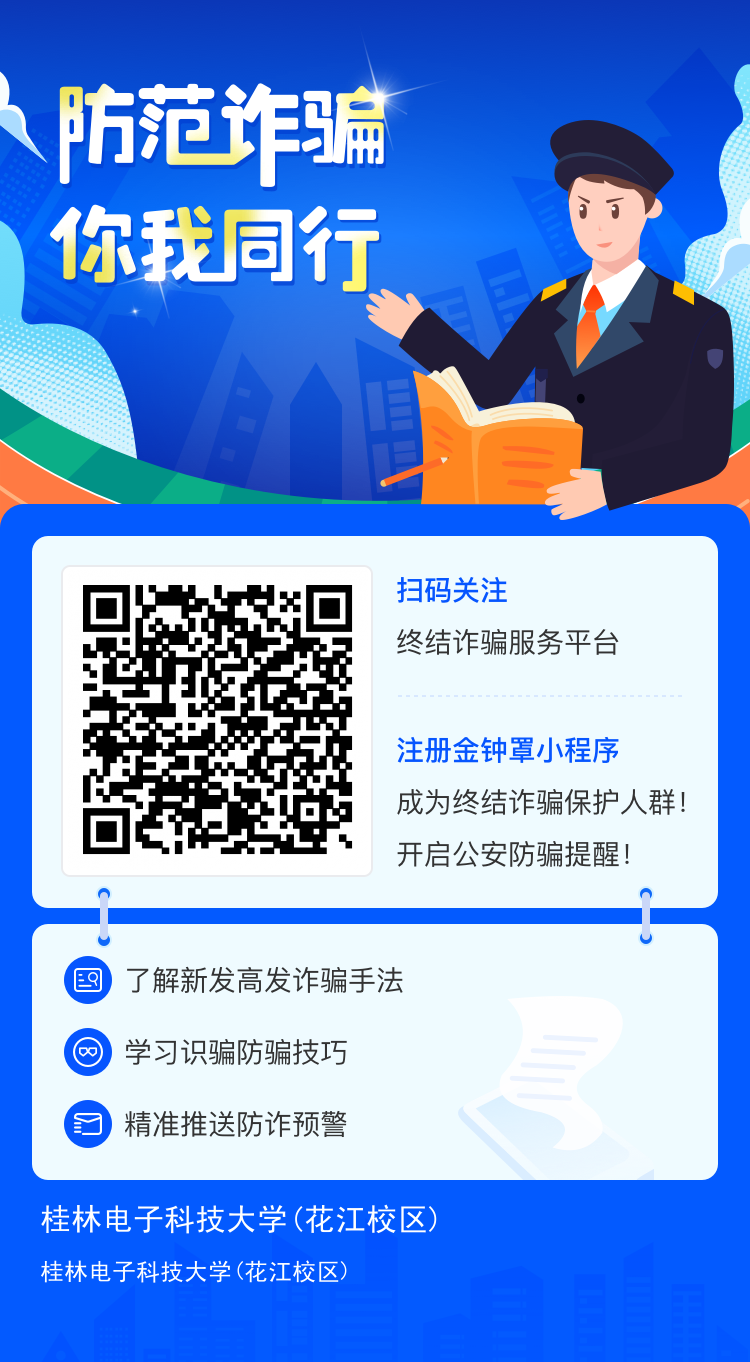 防范诈骗
你我同行
扫码关注
终结诈骗服务平台
注册金钟罩小程序
成为终结诈骗保护人群！
开启公安防骗提醒！
了解新发高发诈骗手法
学习识骗防骗技巧
精准推送防诈预警
桂林电子科技大学(花江校区)
桂林电子科技大学(花江校区)